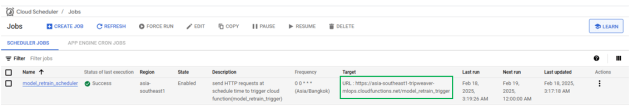 Cloud Scheduler / Jobs
Jobs CREATE JOB REFRESH FORCE RUN EDIT COPY PAUSE RESUME DELETE LEARN
SCHEDULER JOBS APP ENGINE CRON JOBS
Filter Filter jobs
Name Status of last execution Region State Description Frequency Target Last run Next run Last updated Actions
model_retrain_scheduler Success asia- Enabled send HTTP requests at 0 0 * * * URL : https://asia-southeast1-tripweaver- Feb 18, Feb 19, Feb 18, 2025,
southeast1 schedule time to trigger cloud (Asia/Bangkok) mlops.cloudfunctions.net/model_retrain_trigger 2025, 2025, 3:17:18 AM
function(model_retrain_trigger) 3:19:26 AM 12:00:00 AM